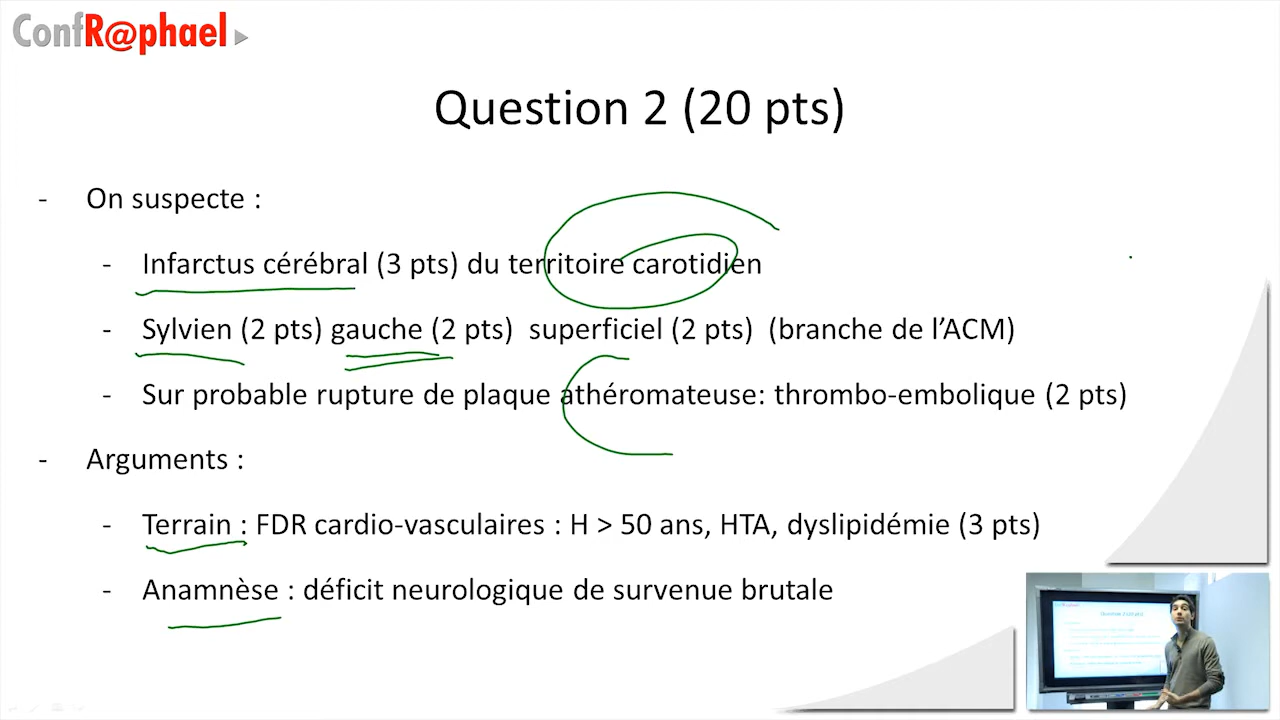 ConfR@phael
Question 2 (20 pts)
- On suspecte :
- Infarctus cérébral (3 pts) du territoire carotidien
- Sylvien (2 pts) gauche (2 pts) superficiel (2 pts) (branche de l’ACM)
- Sur probable rupture de plaque athéromateuse: thrombo-embolique (2 pts)
- Arguments :
- Terrain : FDR cardio-vasculaires : H > 50 ans, HTA, dyslipidémie (3 pts)
- Anamnèse : déficit neurologique de survenue brutale